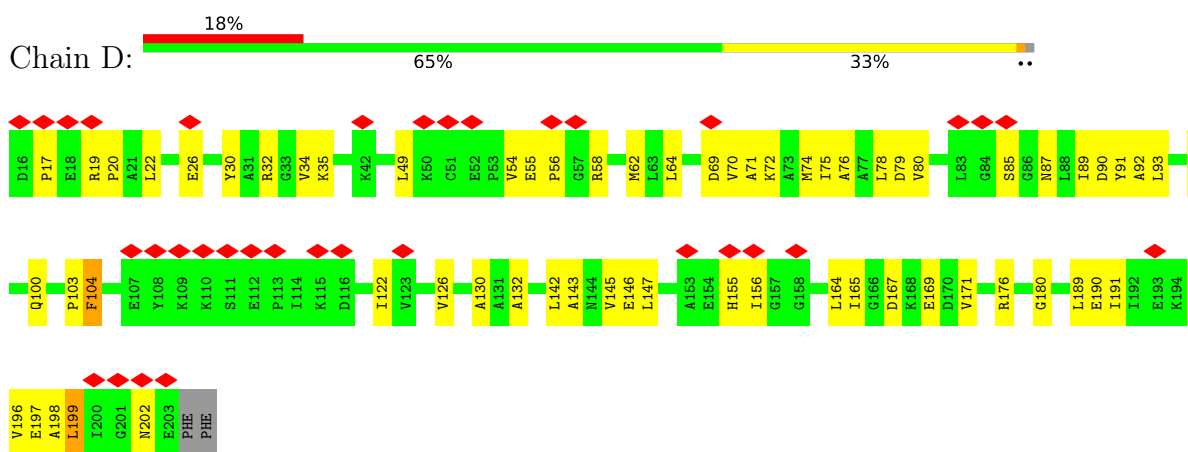 18%
Chain D:
65% 33% ••
D16 P17 E18 R19 P20 A21 L22 E26 Y30 A31 R32 G33 V34 K35 K42 L49 K50 C51 E52 P53 V54 E55 P56 G57 R58 M62 L63 L64 D69 V70 A71 K72 A73 M74 I75 A76 A77 L78 D79 V80 L83 G84 S85 G86 N87 L88 I89 D90 Y91 A92 L93
Q100 P103 F104 E107 Y108 K109 K110 S111 E112 P113 I114 K115 D116 I122 V123 V126 A130 A131 A132 L142 A143 N144 V145 E146 L147 A153 E154 H155 I156 G157 G158 L164 I165 G166 D167 K168 E169 D170 V171 R176 G180 L189 E190 I191 I192 E193 K194
V196 E197 A198 L199 I200 G201 N202 E203 PHE PHE